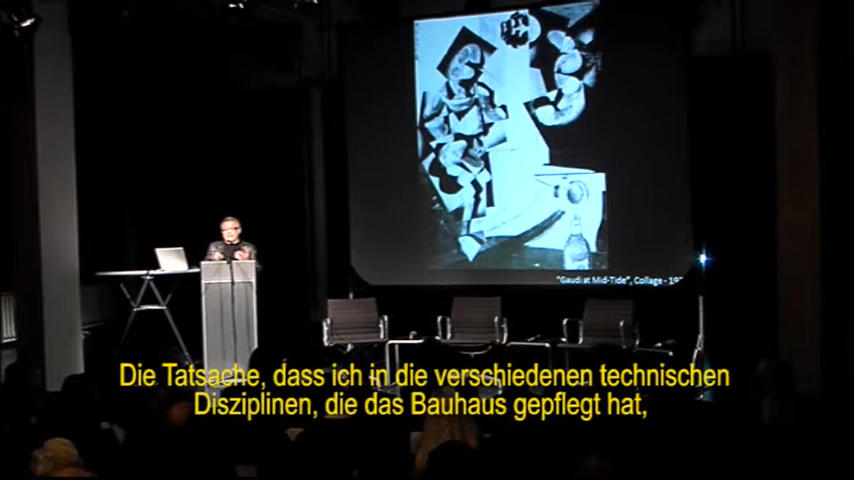 "Gaudi at Mid-Tide", Collage - 19
Die Tatsache, dass ich in die verschiedenen technischen
Disziplinen, die das Bauhaus gepflegt hat,